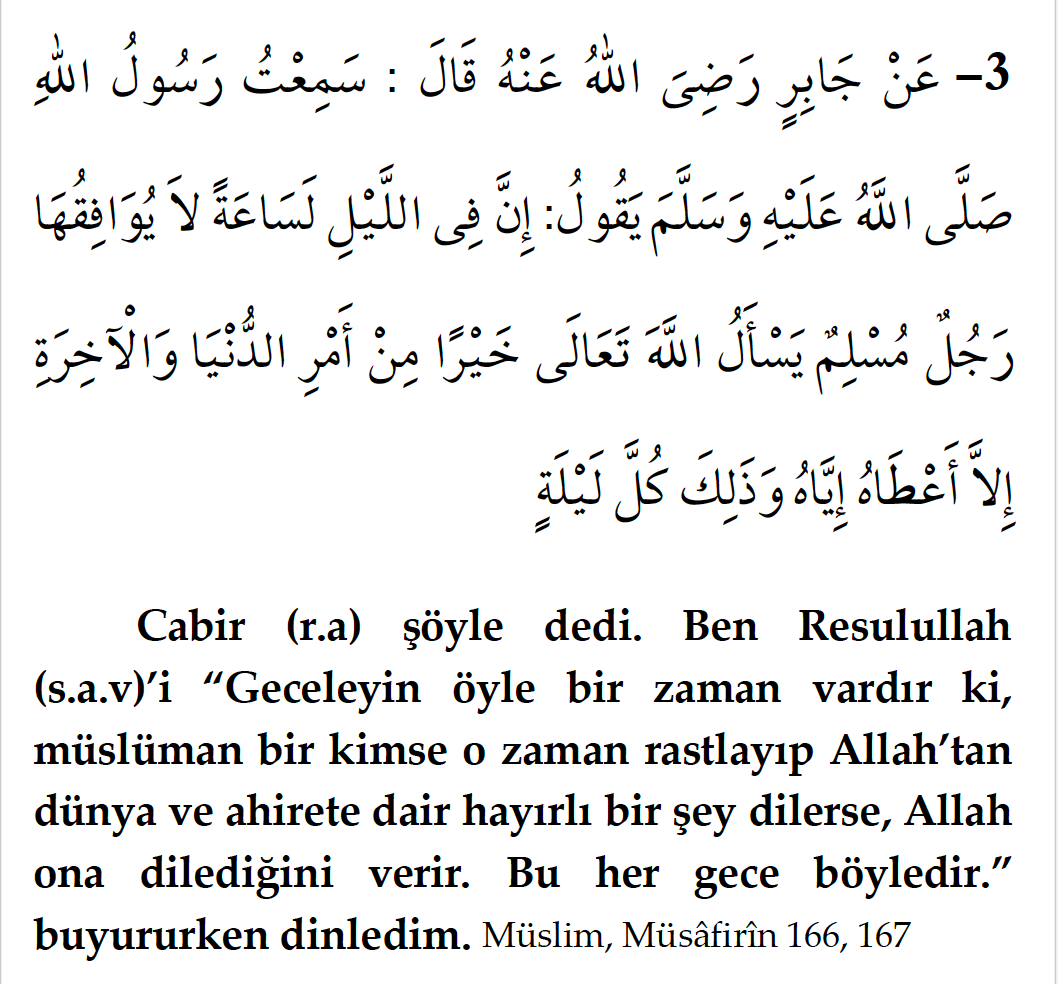 3– عَنْ جَابِرٍ رَضِىَ اللهُ عَنْهُ قَالَ : سَمِعْتُ رَسُولُ اللهِ
صَلَّى اللَّهُ عَلَيْهِ وَسَلَّمَ يَقُولُ: إِنَّ فِى اللَّيْلِ لَسَاعَةً لاَ يُوَافِقُهَا
رَجُلٌ مُسْلِمٌ يَسْأَلُ اللَّهَ تَعَالَى خَيْرًا مِنْ أَمْرِ الدُّنْيَا وَالْآخِرَةِ
إِلاَّ أَعْطَاهُ إِيَّاهُ وَذَلِكَ كُلَّ لَيْلَةٍ
Cabir (r.a) şöyle dedi. Ben Resulullah
(s.a.v)’i “Geceleyin öyle bir zaman vardır ki,
müslüman bir kimse o zaman rastlayıp Allah’tan
dünya ve ahirete dair hayırlı bir şey dilerse, Allah
ona dilediğini verir. Bu her gece böyledir.”
buyururken dinledim. Müslim, Müsâfirîn 166, 167